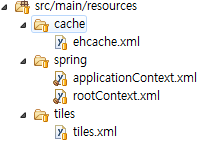 src/main/resources
cache
ehcache.xml
spring
applicationContext.xml
rootContext.xml
tiles
tiles.xml